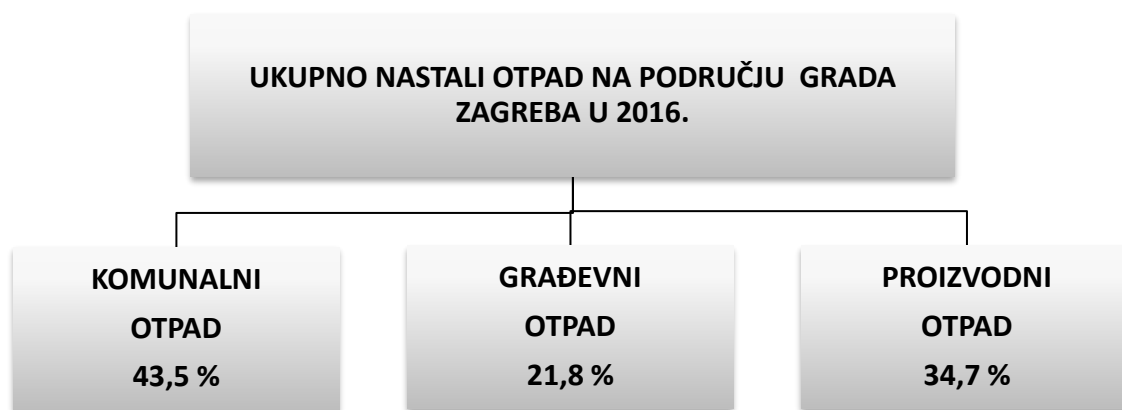 UKUPNO NASTALI OTPAD NA PODRUČJU GRADA
ZAGREBA U 2016.
KOMUNALNI
OTPAD
43,5 %
GRAĐEVNI
OTPAD
21,8 %
PROIZVODNI
OTPAD
34,7 %